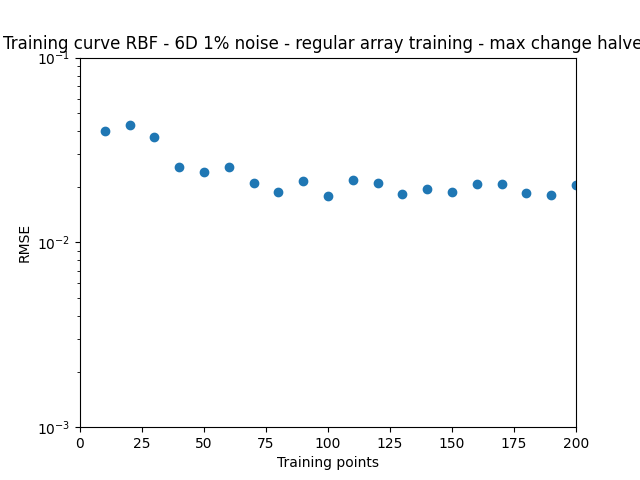 Training curve RBF - 6D 1% noise - regular array training - max change halve
10⁻¹
10⁻²
10⁻³
RMSE
0 25 50 75 100 125 150 175 200
Training points